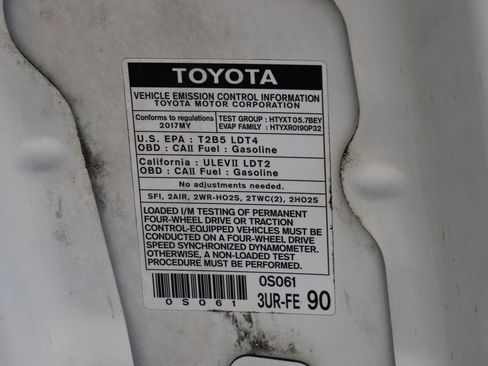 TOYOTA
VEHICLE EMISSION CONTROL INFORMATION
TOYOTA MOTOR CORPORATION
Conforms to regulations
2017MY
TEST GROUP : HTYXT05.7BEY
EVAP FAMILY : HTYXR0190P32
U.S. EPA : T2B5 LDT4
OBD : CAII Fuel : Gasoline
California : ULEVII LDT2
OBD : CAII Fuel : Gasoline
No adjustments needed.
SFI, 2AIR, 2WR-HO2S, 2TWC(2), 2HO2S
LOADED I/M TESTING OF PERMANENT
FOUR-WHEEL DRIVE OR TRACTION
CONTROL-EQUIPPED VEHICLES MUST BE
CONDUCTED ON A FOUR-WHEEL DRIVE
SPEED SYNCHRONIZED DYNAMOMETER.
OTHERWISE, A NON-LOADED TEST
PROCEDURE MUST BE PERFORMED.
0S061
0S061
3UR-FE 90